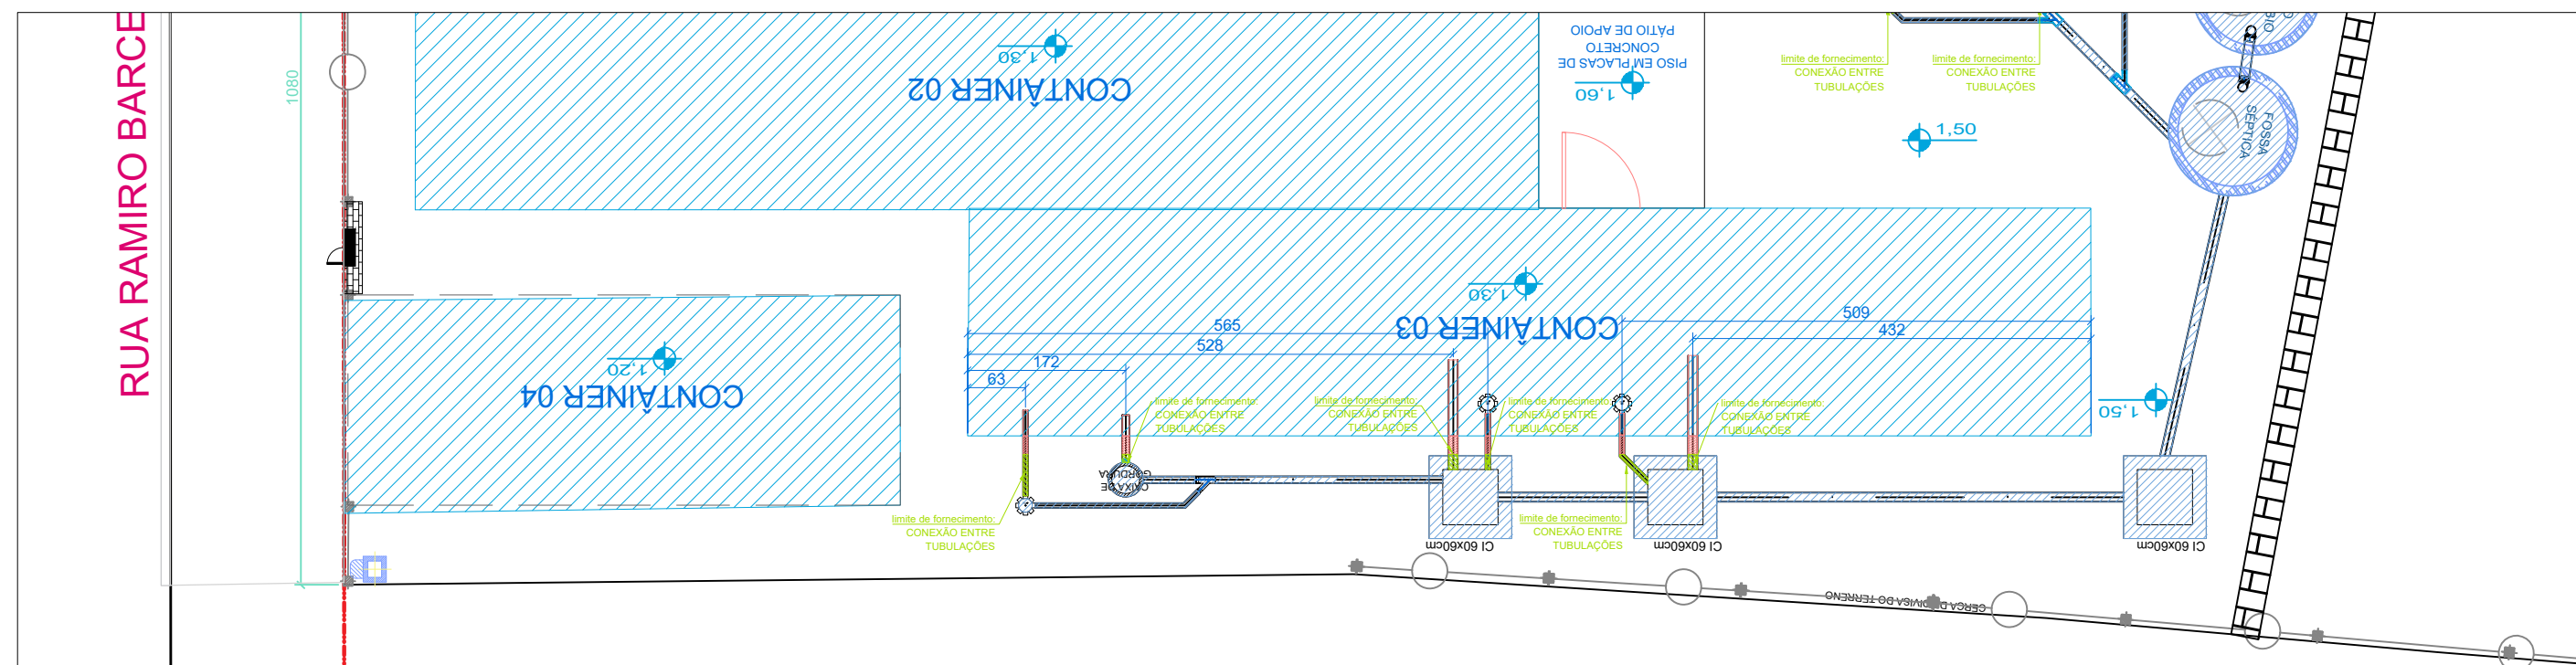 RUA RAMIRO BARCE
1080
1,30
CONTÂINER 02
PISO EM PLACAS DE
CONCRETO
PÁTIO DE APOIO
1,60
limite de fornecimento:
CONEXÃO ENTRE
TUBULAÇÕES
limite de fornecimento:
CONEXÃO ENTRE
TUBULAÇÕES
1,50
FOSSA
SÉPTICA
1,20
CONTÂINER 04
1,30
CONTÂINER 03
565
528
172
63
509
432
1,50
limite de fornecimento:
CONEXÃO ENTRE
TUBULAÇÕES
limite de fornecimento:
CONEXÃO ENTRE
TUBULAÇÕES
limite de fornecimento:
CONEXÃO ENTRE
TUBULAÇÕES
limite de fornecimento:
CONEXÃO ENTRE
TUBULAÇÕES
CAIXA DE
GORDURA
limite de fornecimento:
CONEXÃO ENTRE
TUBULAÇÕES
limite de fornecimento:
CONEXÃO ENTRE
TUBULAÇÕES
CI 60x60cm
CI 60x60cm
CI 60x60cm
CERCA DIVISA DO TERRENO